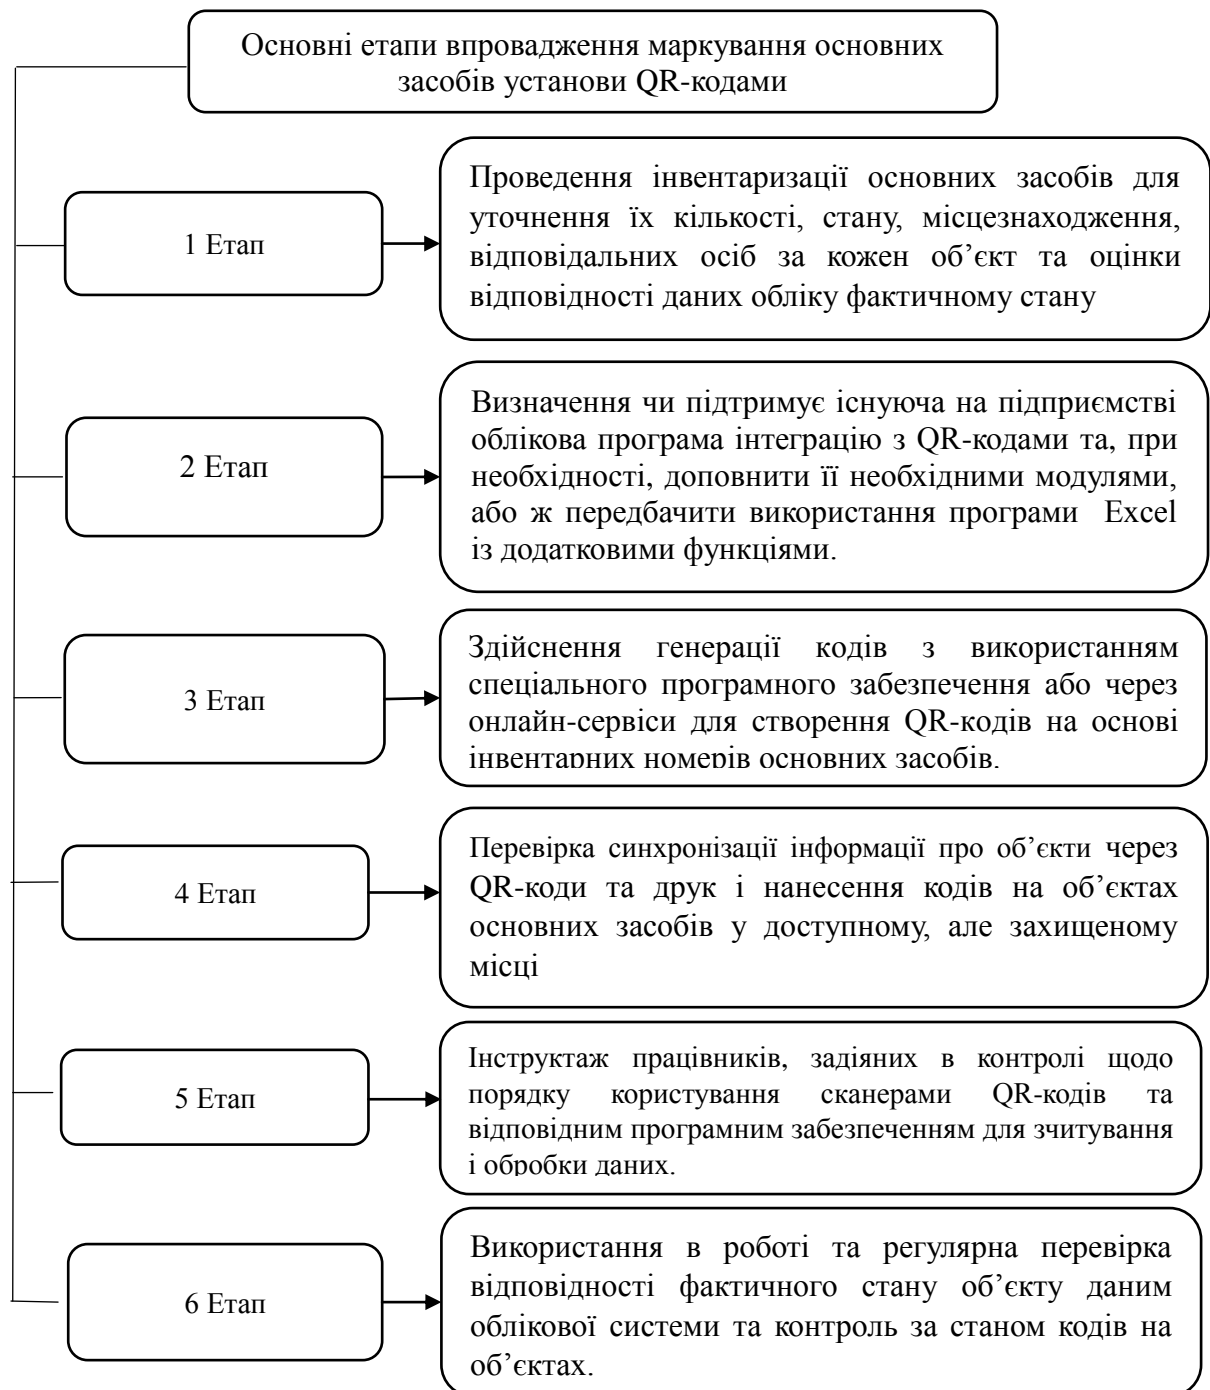 Основні етапи впровадження маркування основних
засобів установи QR-кодами
1 Етап
Проведення інвентаризації основних засобів для
уточнення їх кількості, стану, місцезнаходження,
відповідальних осіб за кожен об’єкт та оцінки
відповідності даних обліку фактичному стану
2 Етап
Визначення чи підтримує існуюча на підприємстві
облікова програма інтеграцію з QR-кодами та, при
необхідності, доповнити її необхідними модулями,
або ж передбачити використання програми Excel
із додатковими функціями.
3 Етап
Здійснення генерації кодів з використанням
спеціального програмного забезпечення або через
онлайн-сервіси для створення QR-кодів на основі
інвентарних номерів основних засобів.
4 Етап
Перевірка синхронізації інформації про об’єкти через
QR-коди та друк і нанесення кодів на об’єктах
основних засобів у доступному, але захищеному
місці
5 Етап
Інструктаж працівників, задіяних в контролі щодо
порядку користування сканерами QR-кодів та
відповідним програмним забезпеченням для зчитування
і обробки даних.
6 Етап
Використання в роботі та регулярна перевірка
відповідності фактичного стану об’єкту даним
облікової системи та контроль за станом кодів на
об’єктах.